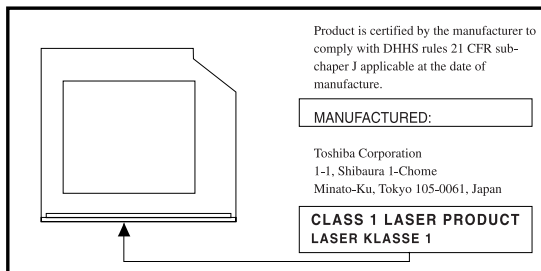 Product is certified by the manufacturer to
comply with DHHS rules 21 CFR sub-
chaper J applicable at the date of
manufacture.
MANUFACTURED:
Toshiba Corporation
1-1, Shibaura 1-Chome
Minato-Ku, Tokyo 105-0061, Japan
CLASS 1 LASER PRODUCT
LASER KLASSE 1